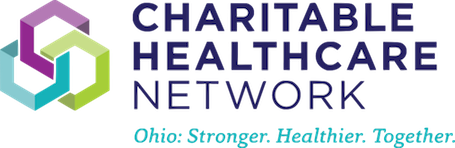 CHARITABLE
HEALTHCARE
NETWORK
Ohio: Stronger. Healthier. Together.